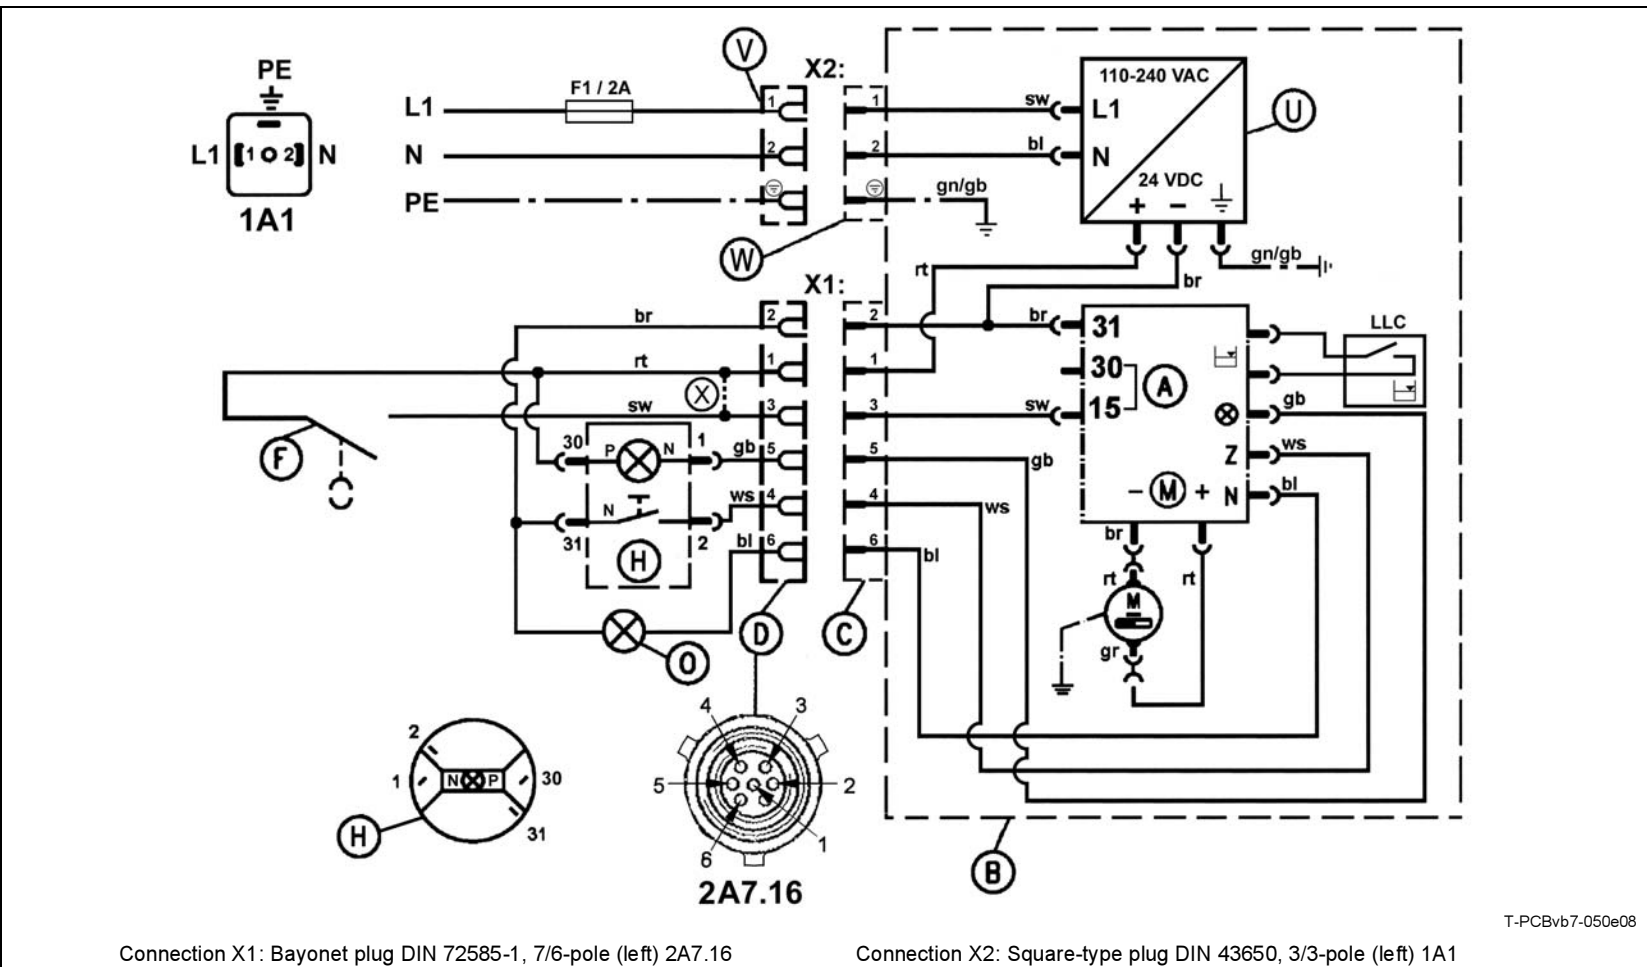 PE
L1 1 2 N
1A1
L1 F1 / 2A 1
N 2
PE
V
X2:
W
1 sw L1
2 bl N
gn/gb
110-240 VAC
24 VDC
+ −
U
gn/gb
rt
br
X1:
br 2
rt 1
X
sw 3
F
30 P N 1 gb 5
N ws 4
31 2 bl 6
H
O
D
C
2 br 31
1 30
3 sw 15
5 gb
4 ws
6 bl
A
LLC
gb
Z ws
N bl
− M +
br
rt rt
M
gr
B
2
1 N P 30
31
H
4 3
5 2
6 1
2A7.16
T-PCBvb7-050e08
Connection X1: Bayonet plug DIN 72585-1, 7/6-pole (left) 2A7.16
Connection X2: Square-type plug DIN 43650, 3/3-pole (left) 1A1